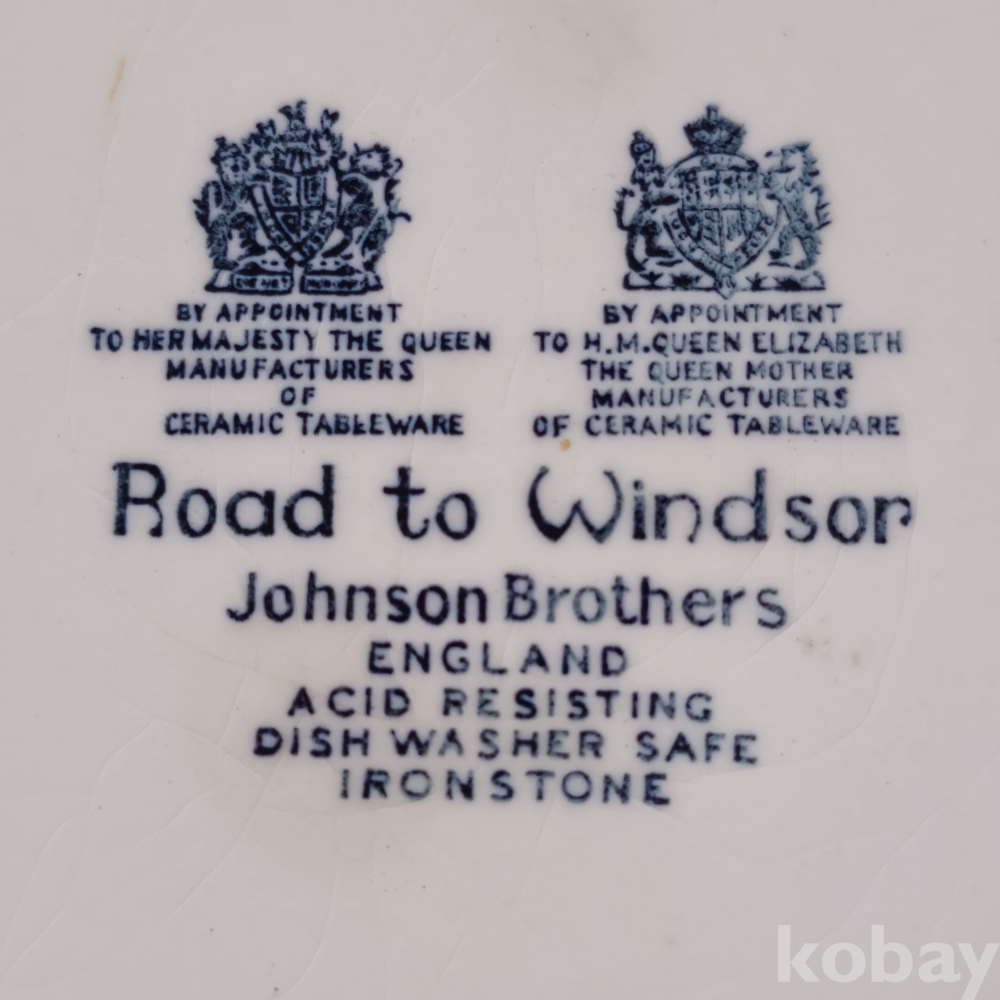 BY APPOINTMENT
TO HER MAJESTY THE QUEEN
MANUFACTURERS
OF
CERAMIC TABLEWARE
BY APPOINTMENT
TO H.M.QUEEN ELIZABETH
THE QUEEN MOTHER
MANUFACTURERS
OF CERAMIC TABLEWARE
Road to Windsor
Johnson Brothers
ENGLAND
ACID RESISTING
DISH WASHER SAFE
IRONSTONE
kobay